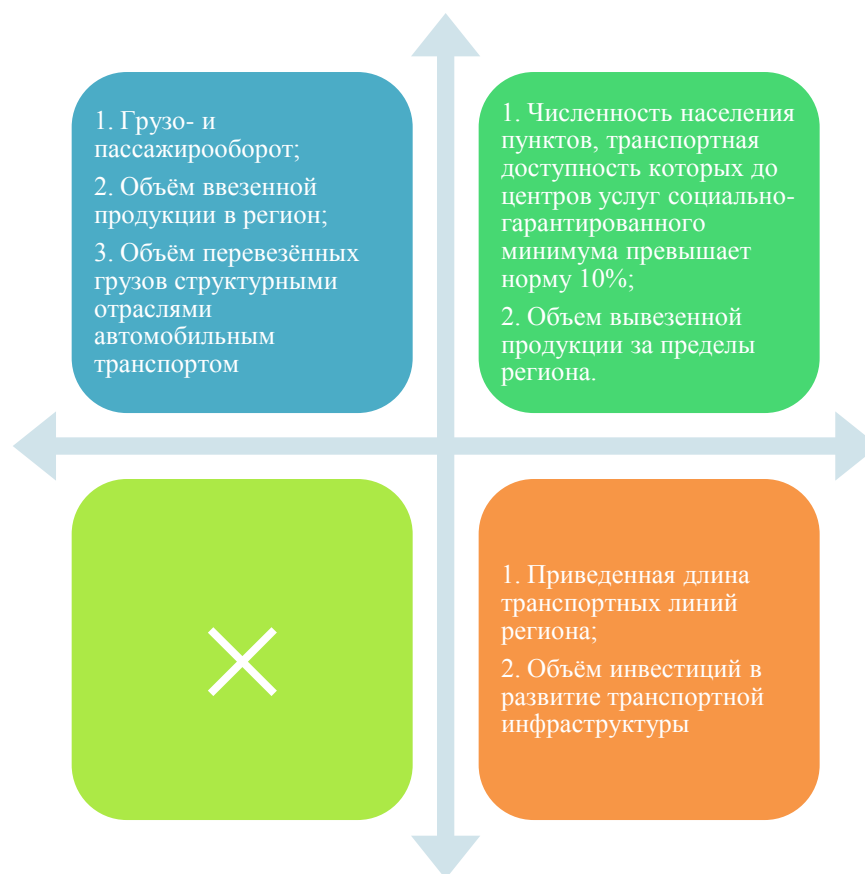 1. Грузо- и
пассажирооборот;
2. Объём ввезенной
продукции в регион;
3. Объём перевезённых
грузов структурными
отраслями
автомобильным
транспортом
1. Численность населения
пунктов, транспортная
доступность которых до
центров услуг социально-
гарантированного
минимума превышает
норму 10%;
2. Объем вывезенной
продукции за пределы
региона.
1. Приведенная длина
транспортных линий
региона;
2. Объём инвестиций в
развитие транспортной
инфраструктуры